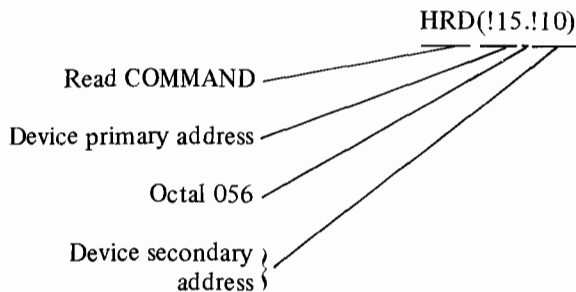 HRD(!15.!10)
Read COMMAND
Device primary address
Octal 056
Device secondary
address